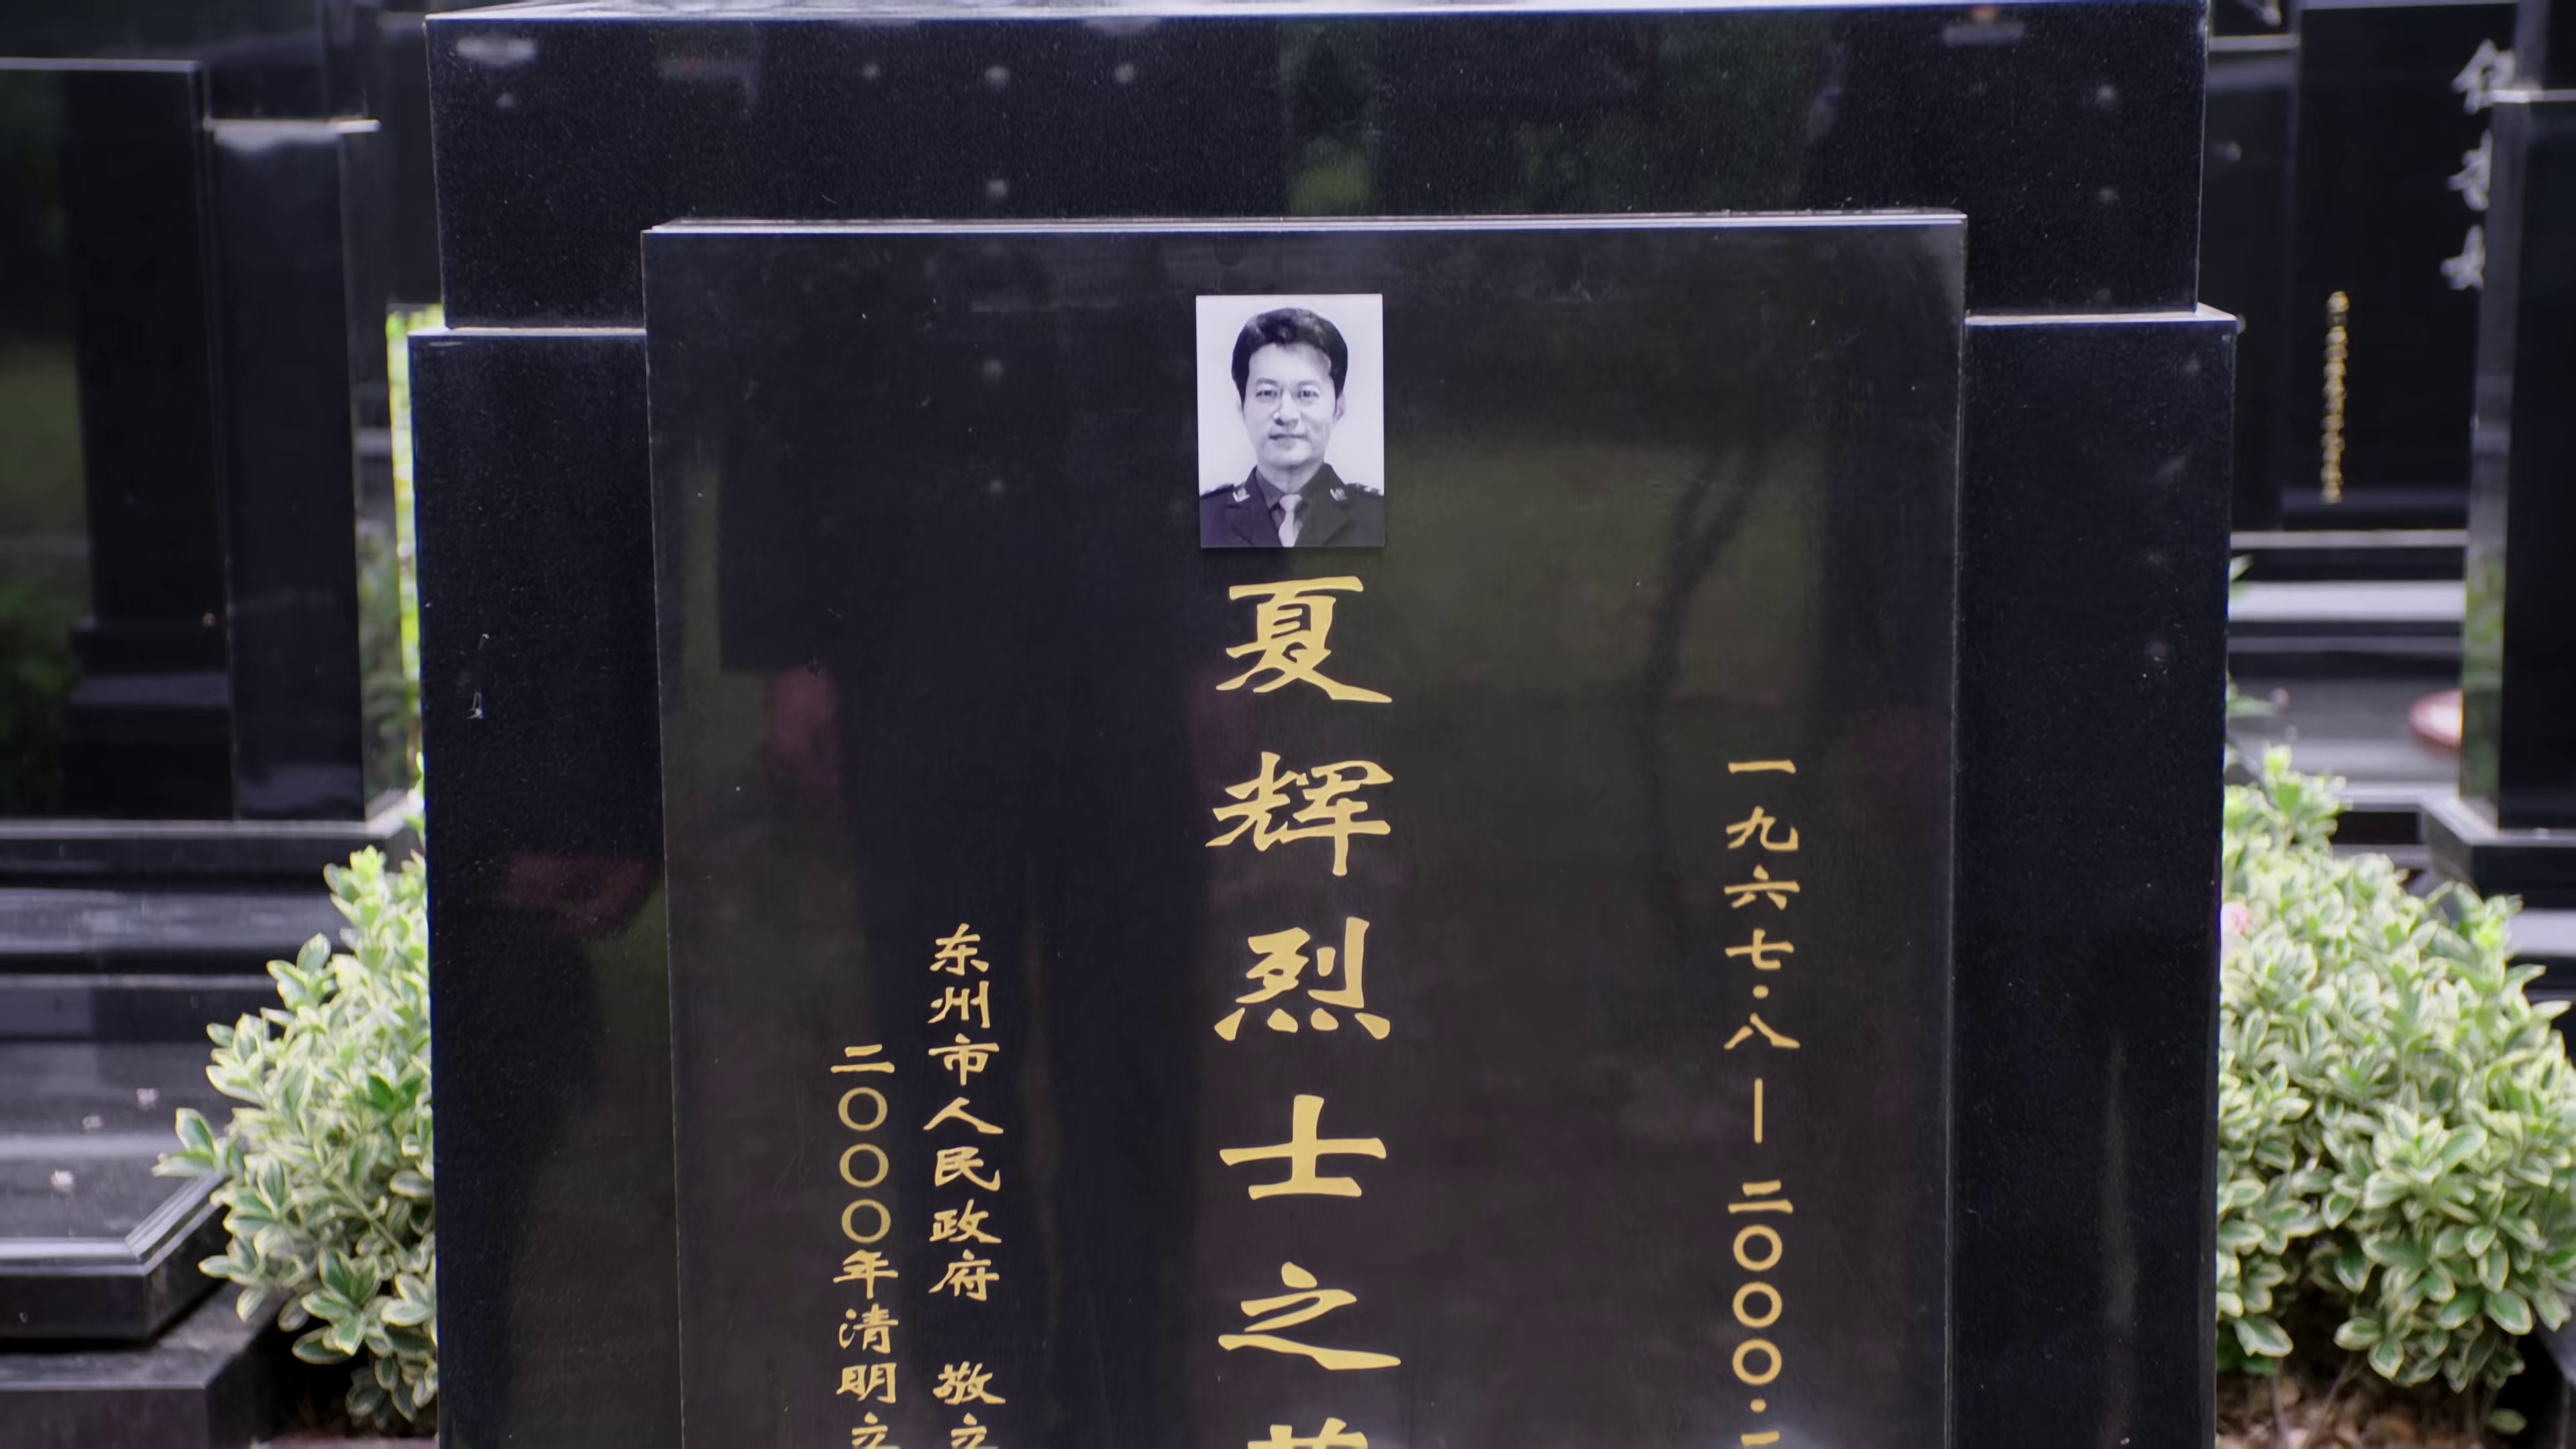 一九六七·八—二〇〇〇·
夏辉烈士之
东州市人民政府 敬立
二〇〇〇年清明立